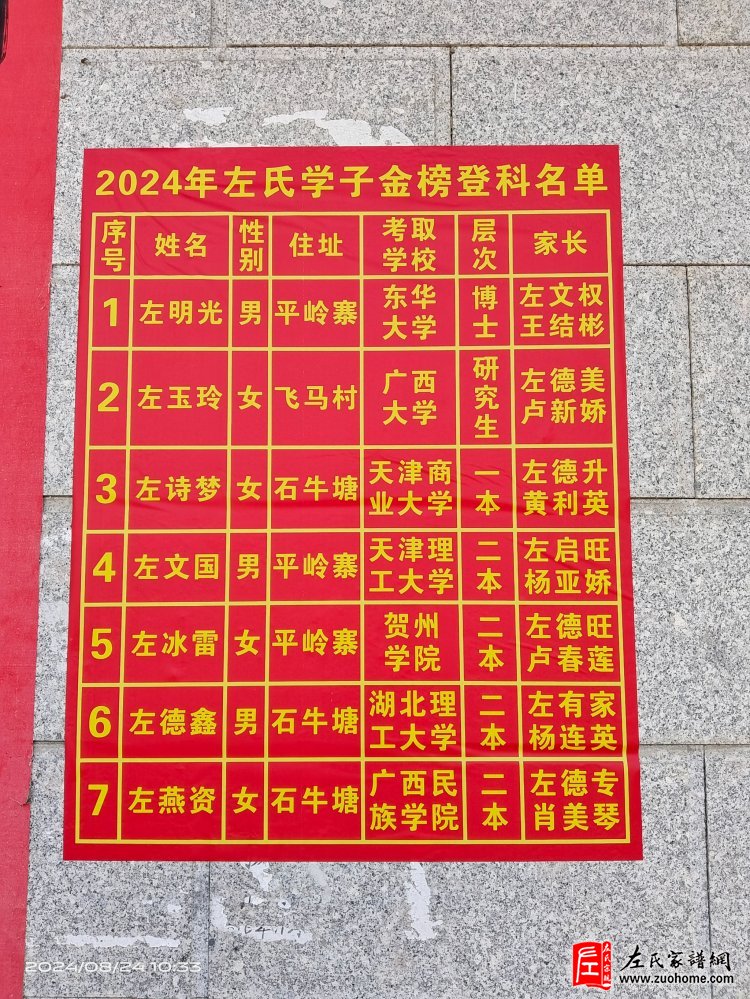 2024年左氏学子金榜登科名单
序号 姓名 性别 住址 考取学校 层次 家长
1 左明光 男 平岭寨 东华大学 博士 左文权 王结彬
2 左玉玲 女 飞马村 广西大学 研究生 左德美 卢新娇
3 左诗梦 女 石牛塘 天津商业大学 一本 左德升 黄利英
4 左文国 男 平岭寨 天津理工大学 二本 左启旺 杨亚娇
5 左冰雷 女 平岭寨 贺州学院 二本 左德旺 卢春莲
6 左德鑫 男 石牛塘 湖北理工大学 二本 左有家 杨连英
7 左燕资 女 石牛塘 广西民族学院 二本 左德专 肖美琴
2024/08/24 10:33
左氏家譜網
www.zuohome.com